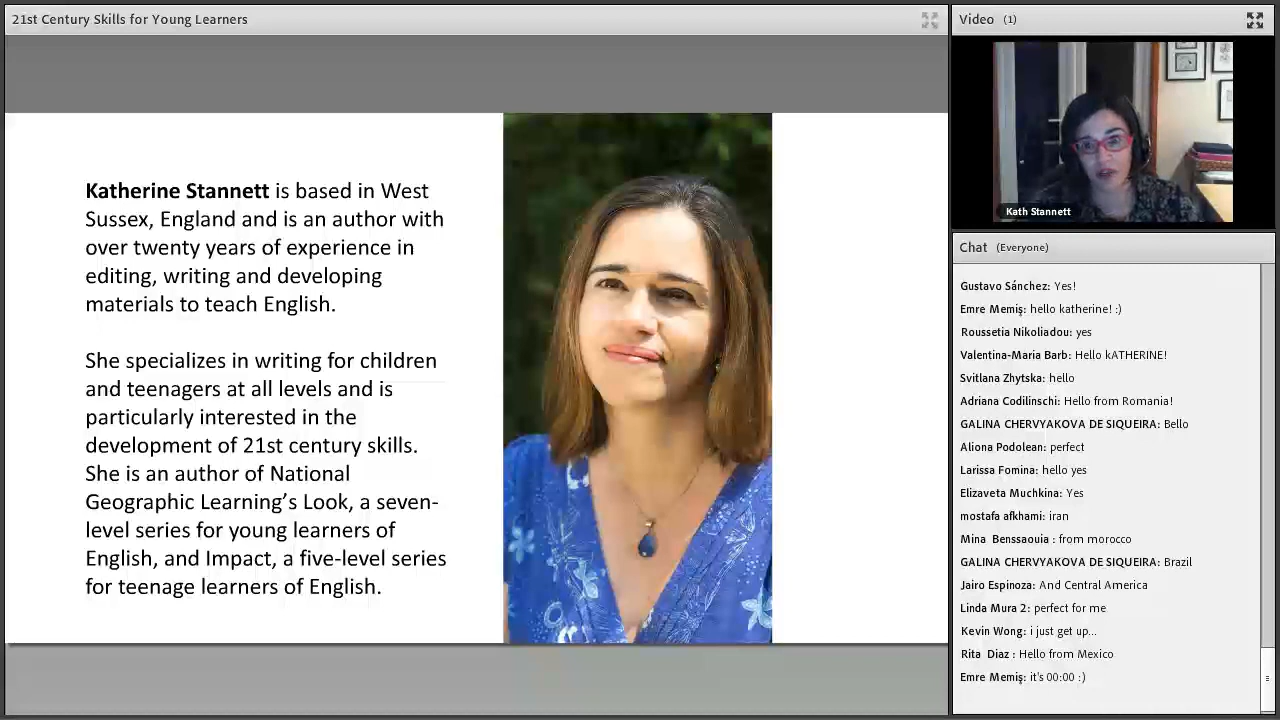 21st Century Skills for Young Learners
Katherine Stannett is based in West
Sussex, England and is an author with
over twenty years of experience in
editing, writing and developing
materials to teach English.
She specializes in writing for children
and teenagers at all levels and is
particularly interested in the
development of 21st century skills.
She is an author of National
Geographic Learning’s Look, a seven-
level series for young learners of
English, and Impact, a five-level series
for teenage learners of English.
Video (1)
Kath Stannett
Chat (Everyone)
Gustavo Sánchez: Yes!
Emre Memiş: hello katherine! :)
Roussetia Nikoliadou: yes
Valentina-Maria Barb: Hello kATHERINE!
Svitlana Zhytska: hello
Adriana Codilinschi: Hello from Romania!
GALINA CHERVYAKOVA DE SIQUEIRA: Bello
Aliona Podolean: perfect
Larissa Fomina: hello yes
Elizaveta Muchkina: Yes
mostafa afkhami: iran
Mina Benssaouia : from morocco
GALINA CHERVYAKOVA DE SIQUEIRA: Brazil
Jairo Espinoza: And Central America
Linda Mura 2: perfect for me
Kevin Wong: i just get up...
Rita Diaz : Hello from Mexico
Emre Memiş: it's 00:00 :)